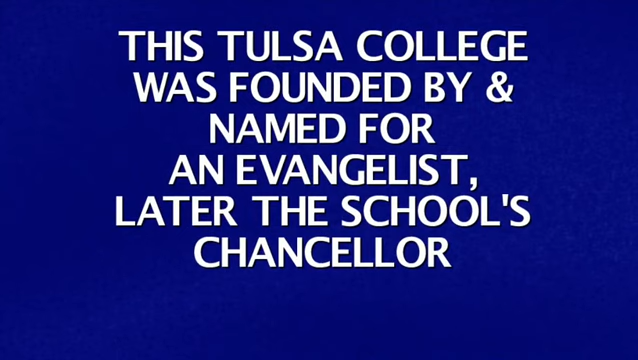 THIS TULSA COLLEGE
WAS FOUNDED BY &
NAMED FOR
AN EVANGELIST,
LATER THE SCHOOL'S
CHANCELLOR